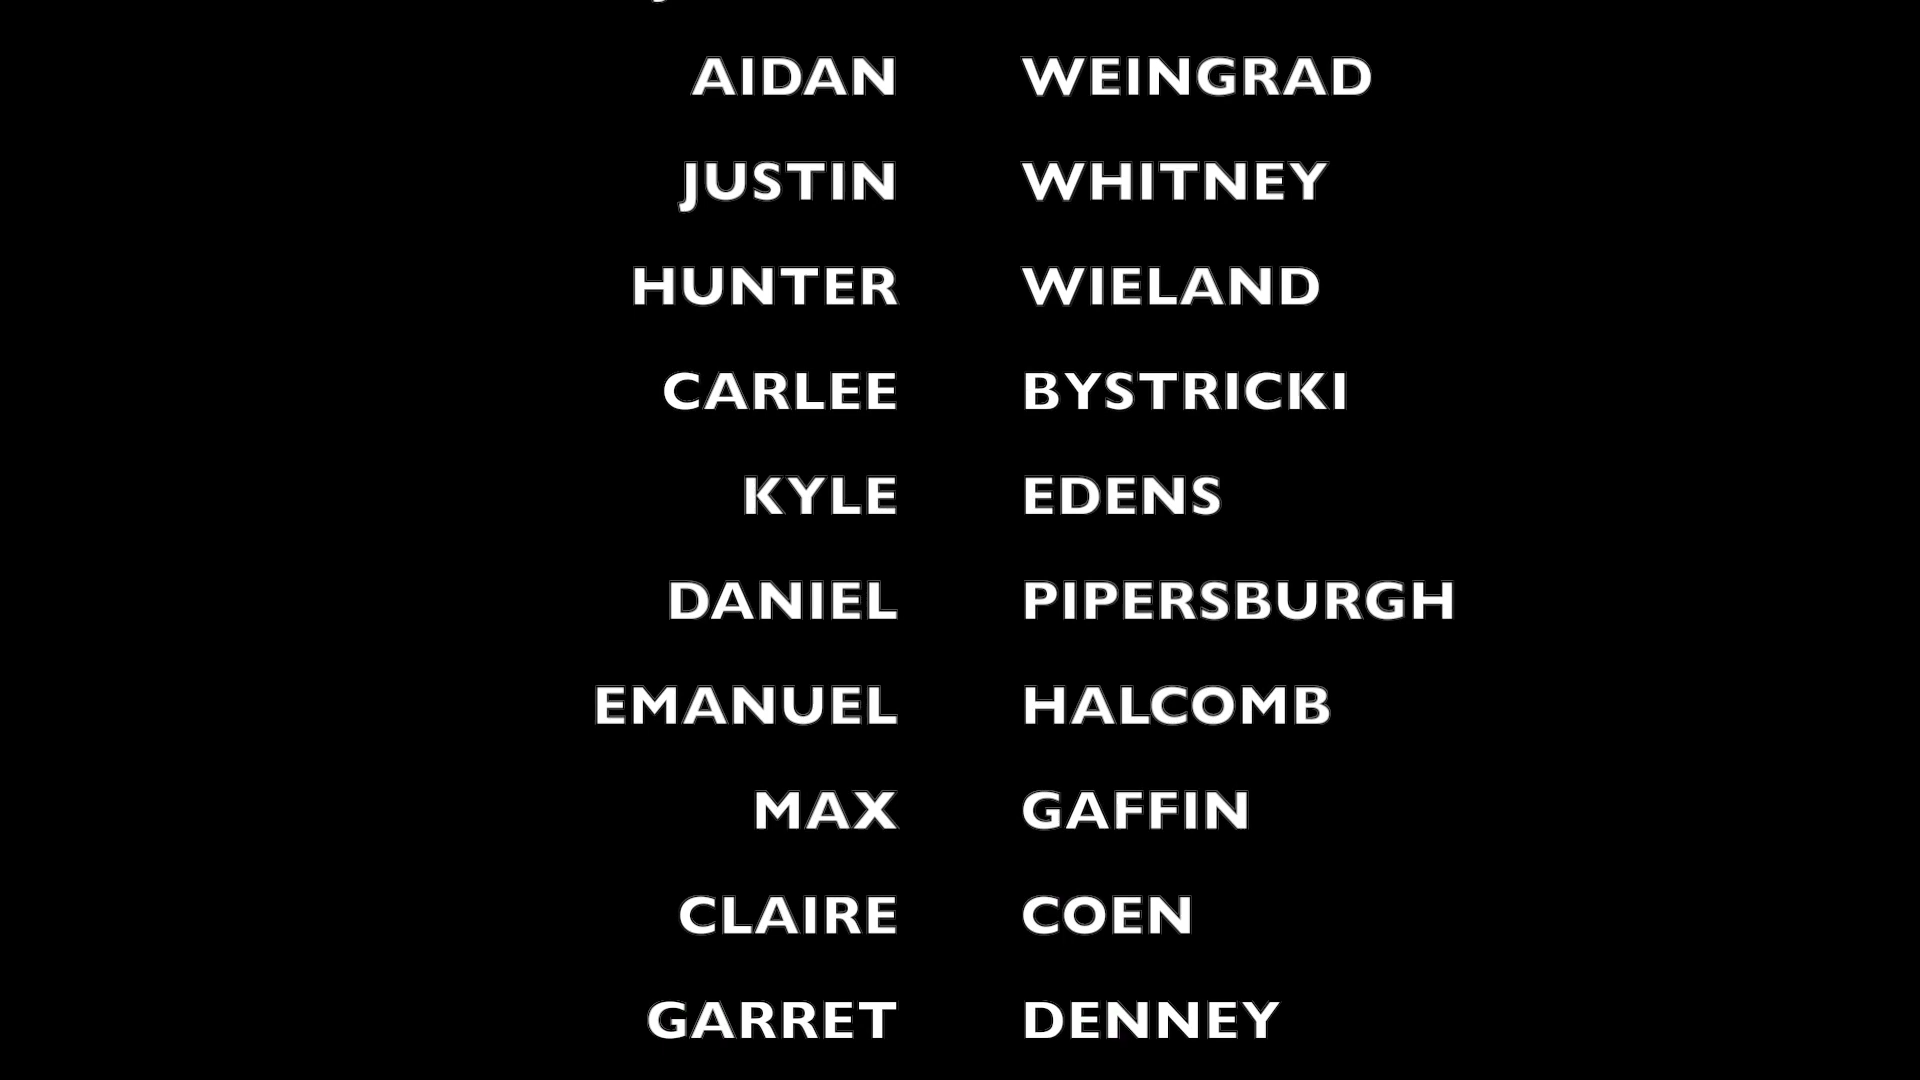 AIDAN WEINGRAD
JUSTIN WHITNEY
HUNTER WIELAND
CARLEE BYSTRICKI
KYLE EDENS
DANIEL PIPERSBURGH
EMANUEL HALCOMB
MAX GAFFIN
CLAIRE COEN
GARRET DENNEY